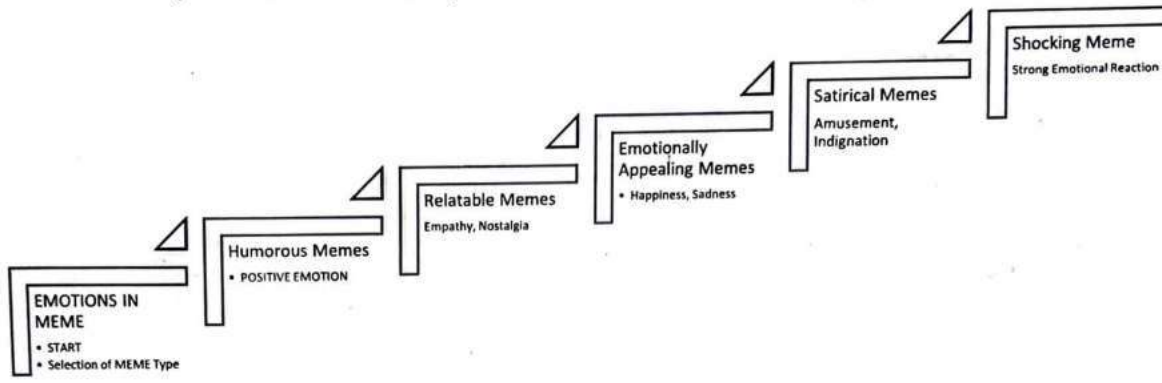 EMOTIONS IN
MEME
• START
• Selection of MEME Type
Humorous Memes
• POSITIVE EMOTION
Relatable Memes
Empathy, Nostalgia
Emotionally
Appealing Memes
• Happiness, Sadness
Satirical Memes
Amusement,
Indignation
Shocking Meme
Strong Emotional Reaction